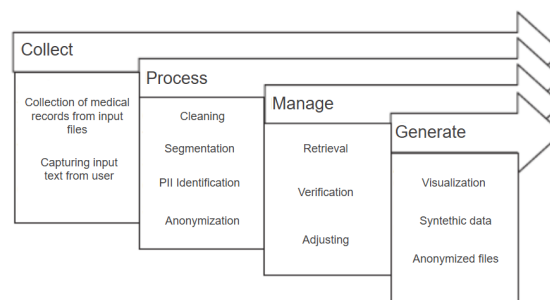 Collect
Collection of medical
records from input
files
Capturing input
text from user
Process
Cleaning
Segmentation
PII Identification
Anonymization
Manage
Retrieval
Verification
Adjusting
Generate
Visualization
Syntethic data
Anonymized files